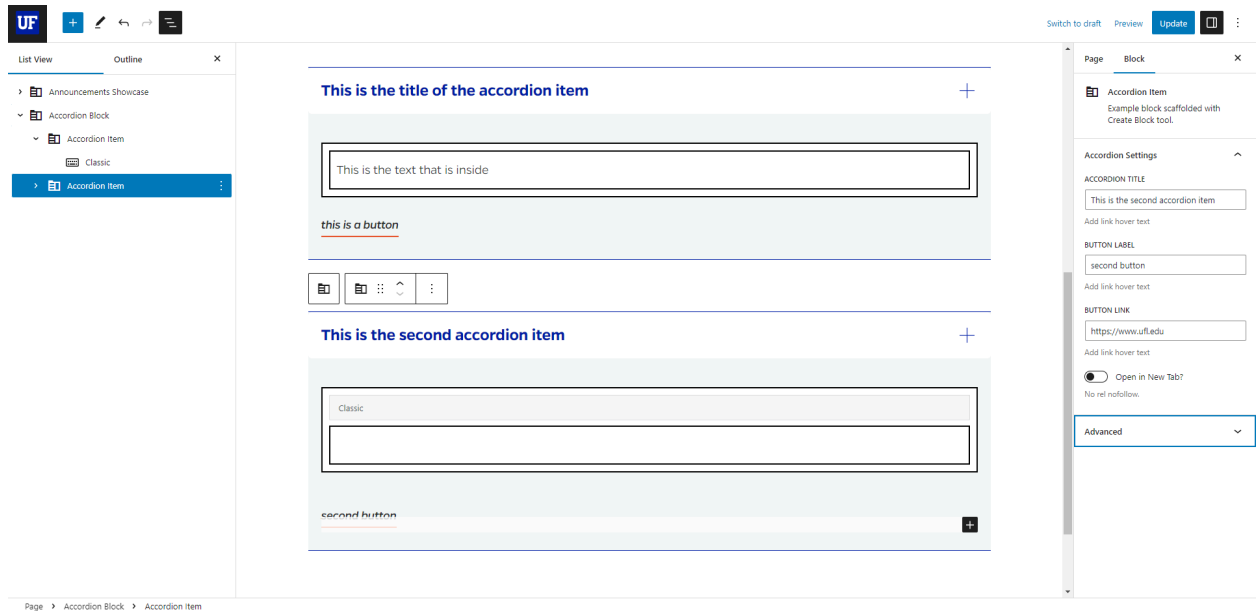 UF
Switch to draft Preview Update
List View Outline
Announcements Showcase
Accordion Block
Accordion Item
Classic
Accordion Item
This is the title of the accordion item
This is the text that is inside
this is a button
This is the second accordion item
Classic
second button
Page Block
Accordion Item
Example block scaffolded with
Create Block tool.
Accordion Settings
ACCORDION TITLE
This is the second accordion item
Add link hover text
BUTTON LABEL
second button
Add link hover text
BUTTON LINK
https://www.ufl.edu
Add link hover text
Open in New Tab?
No rel nofollow.
Advanced
Page > Accordion Block > Accordion Item